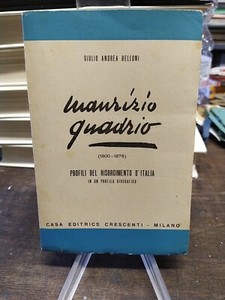 GIULIO ANDREA BELLONI
maurizio
quadrio
(1800-1876)
PROFILI DEL RISORGIMENTO D'ITALIA
IN UN PROFILO BIOGRAFICO
CASA EDITRICE CRESCENTI - MILANO